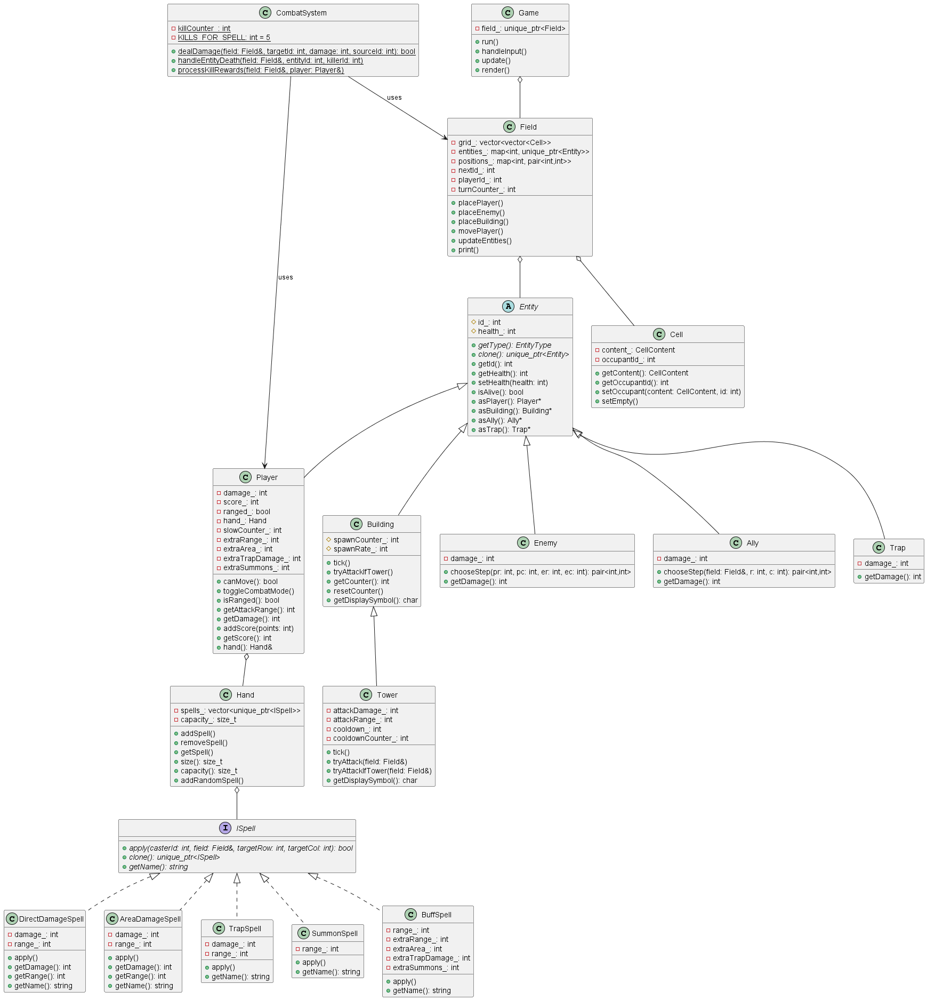 C CombatSystem
killCounter_: int
KILLS_FOR_SPELL: int = 5
dealDamage(field: Field&, targetId: int, damage: int, sourceId: int): bool
handleEntityDeath(field: Field&, entityId: int, killerId: int)
processKillRewards(field: Field&, player: Player&)
C Game
field_: unique_ptr<Field>
run()
handleInput()
update()
render()
uses
C Field
grid_: vector<vector<Cell>>
entities_: map<int, unique_ptr<Entity>>
positions_: map<int, pair<int,int>>
nextId_: int
playerId_: int
turnCounter_: int
placePlayer()
placeEnemy()
placeBuilding()
movePlayer()
updateEntities()
print()
uses
A Entity
id_: int
health_: int
getType(): EntityType
clone(): unique_ptr<Entity>
getId(): int
getHealth(): int
setHealth(health: int)
isAlive(): bool
asPlayer(): Player*
asBuilding(): Building*
asAlly(): Ally*
asTrap(): Trap*
C Cell
content_: CellContent
occupantId_: int
getContent(): CellContent
getOccupantId(): int
setOccupant(content: CellContent, id: int)
setEmpty()
C Player
damage_: int
score_: int
ranged_: bool
hand_: Hand
slowCounter_: int
extraRange_: int
extraArea_: int
extraTrapDamage_: int
extraSummons_: int
canMove(): bool
toggleCombatMode()
isRanged(): bool
getAttackRange(): int
getDamage(): int
addScore(points: int)
getScore(): int
hand(): Hand&
C Building
spawnCounter_: int
spawnRate_: int
tick()
tryAttackIfTower()
getCounter(): int
resetCounter()
getDisplaySymbol(): char
C Enemy
damage_: int
chooseStep(pr: int, pc: int, er: int, ec: int): pair<int,int>
getDamage(): int
C Ally
damage_: int
chooseStep(field: Field&, r: int, c: int): pair<int,int>
getDamage(): int
C Trap
damage_: int
getDamage(): int
C Hand
spells_: vector<unique_ptr<ISpell>>
capacity_: size_t
addSpell()
removeSpell()
getSpell()
size(): size_t
capacity(): size_t
addRandomSpell()
C Tower
attackDamage_: int
attackRange_: int
cooldown_: int
cooldownCounter_: int
tick()
tryAttack(field: Field&)
tryAttackIfTower(field: Field&)
getDisplaySymbol(): char
I ISpell
apply(casterId: int, field: Field&, targetRow: int, targetCol: int): bool
clone(): unique_ptr<ISpell>
getName(): string
C DirectDamageSpell
damage_: int
range_: int
apply()
getDamage(): int
getRange(): int
getName(): string
C AreaDamageSpell
damage_: int
range_: int
apply()
getDamage(): int
getRange(): int
getName(): string
C TrapSpell
damage_: int
range_: int
apply()
getName(): string
C SummonSpell
range_: int
apply()
getName(): string
C BuffSpell
range_: int
extraRange_: int
extraArea_: int
extraTrapDamage_: int
extraSummons_: int
apply()
getName(): string